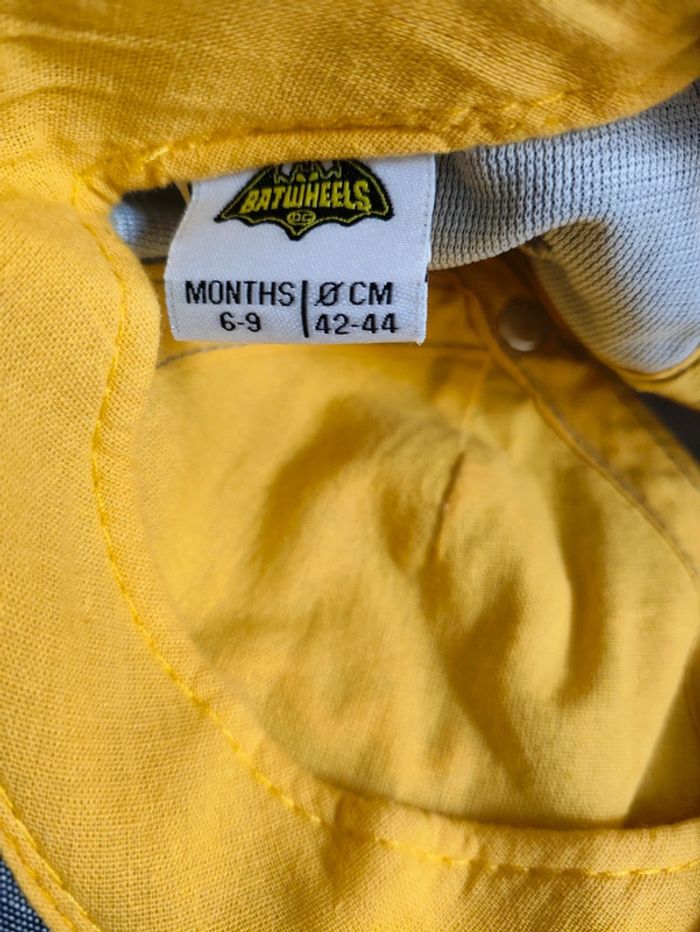 BATWHEELS
DC
MONTHS | Ø CM
6-9 | 42-44